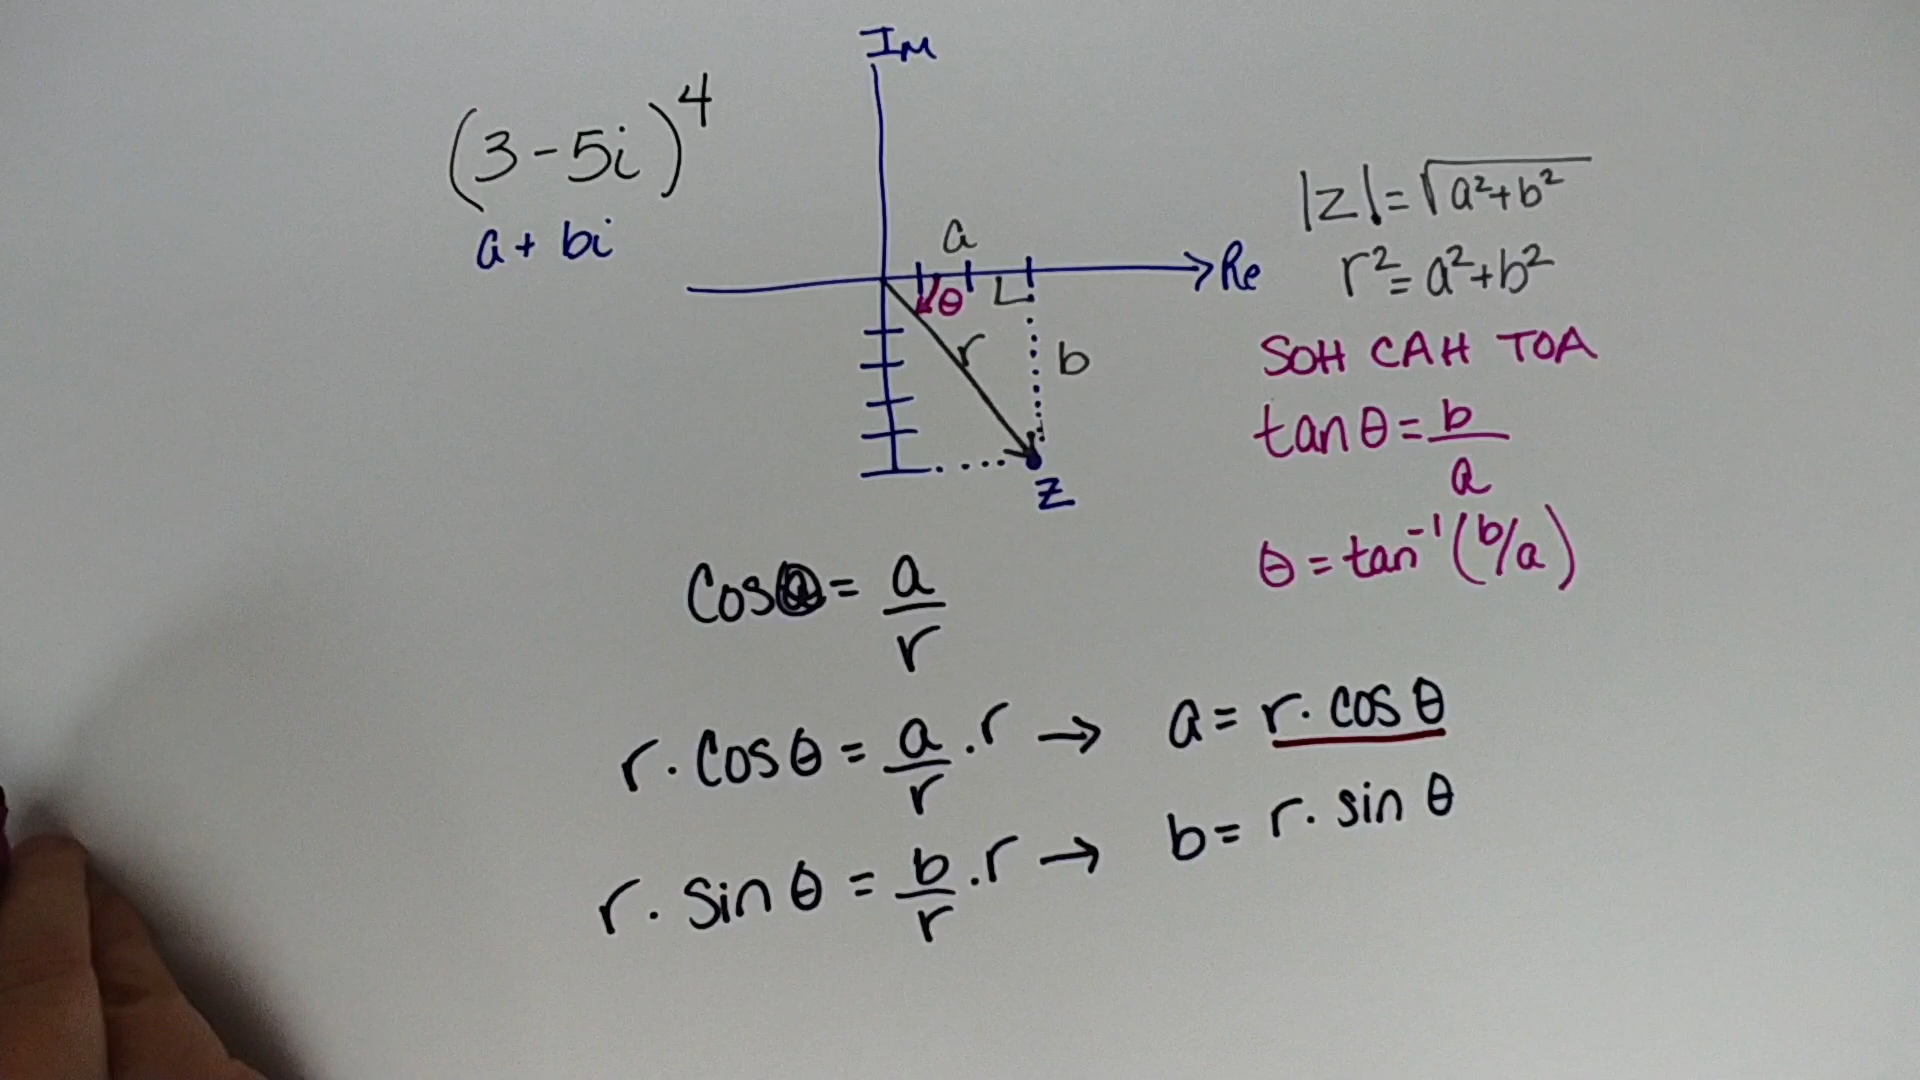 Im
(3-5i)^4
a + bi
a
Re
θ
r
b
z
|z| = √(a²+b²)
r² = a²+b²
SOH CAH TOA
tan θ = b/a
θ = tan⁻¹(b/a)
Cos = a/r
r · Cos θ = a/r · r → a = r · cos θ
r · Sin θ = b/r · r → b = r · sin θ